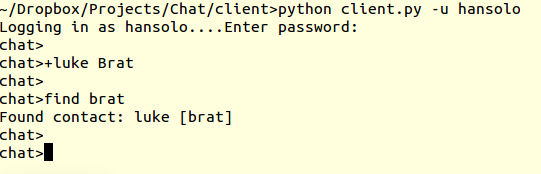 ~/Dropbox/Projects/Chat/client>python client.py -u hansolo
Logging in as hansolo....Enter password:
chat>
chat>+luke Brat
chat>
chat>find brat
Found contact: luke [brat]
chat>
chat>